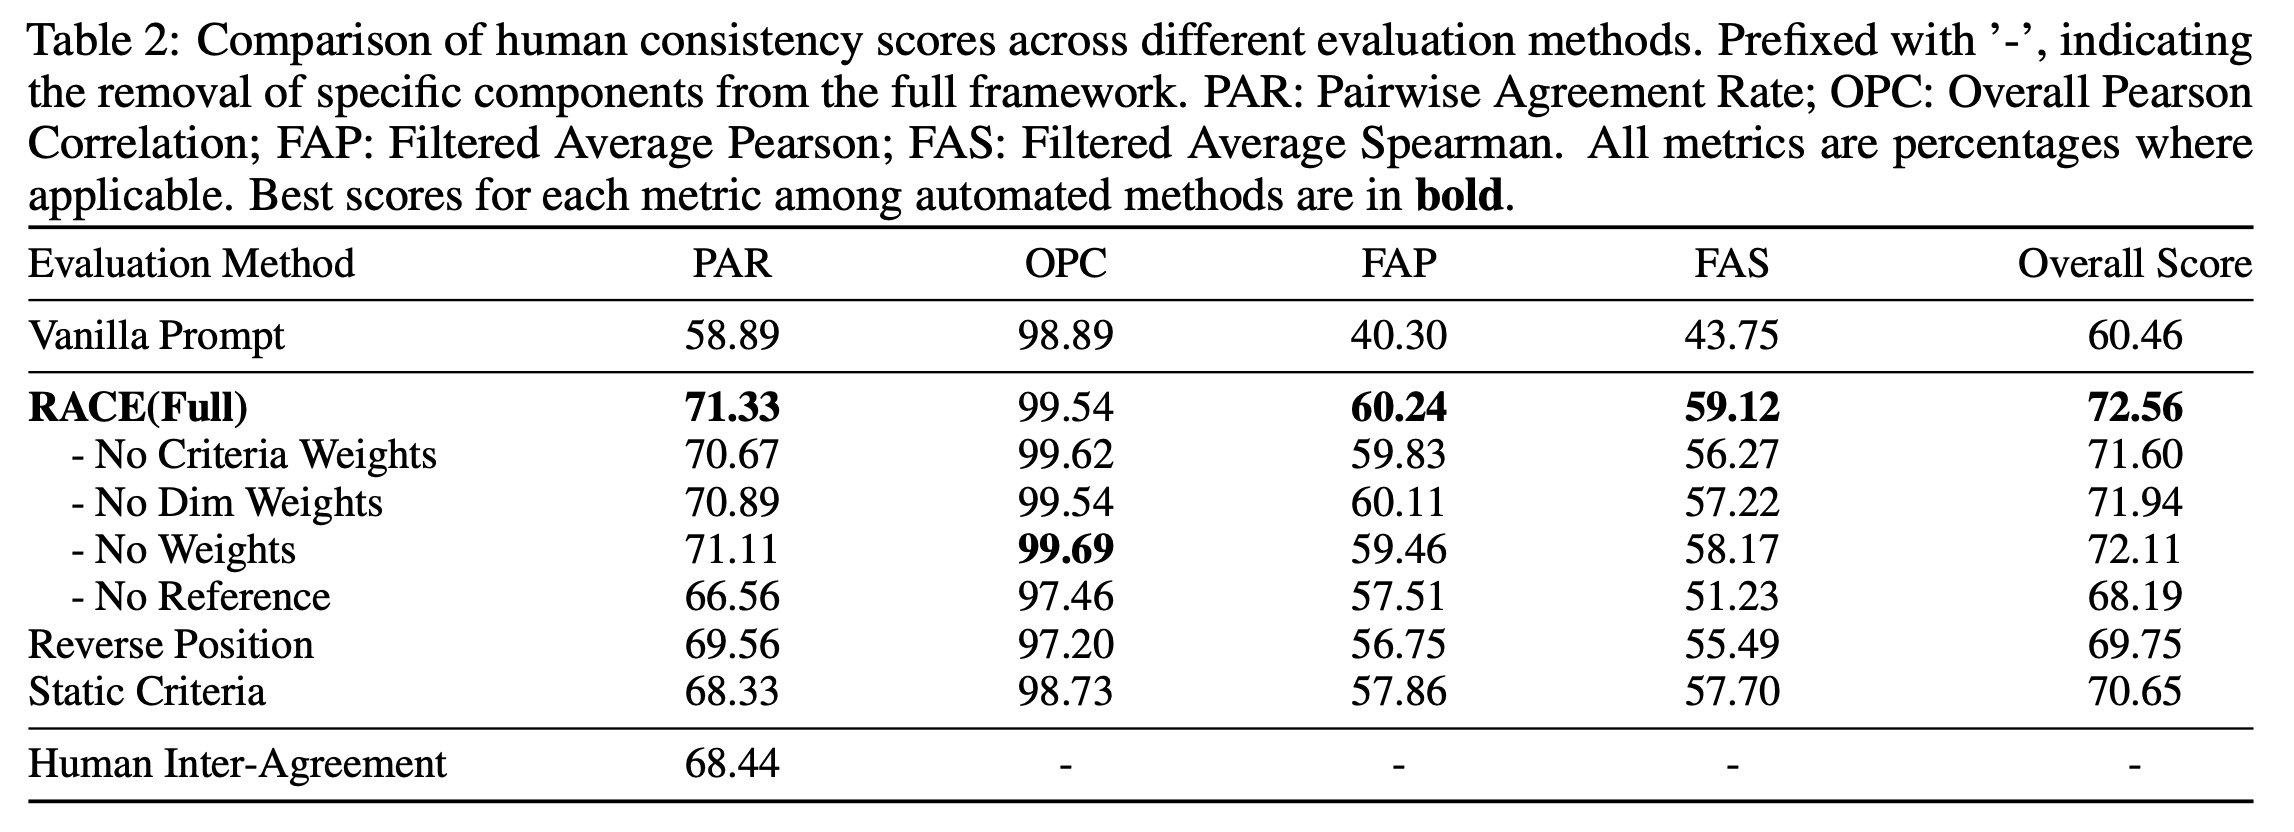 Table 2: Comparison of human consistency scores across different evaluation methods. Prefixed with ’-’, indicating
the removal of specific components from the full framework. PAR: Pairwise Agreement Rate; OPC: Overall Pearson
Correlation; FAP: Filtered Average Pearson; FAS: Filtered Average Spearman. All metrics are percentages where
applicable. Best scores for each metric among automated methods are in bold.
Evaluation Method PAR OPC FAP FAS Overall Score
Vanilla Prompt 58.89 98.89 40.30 43.75 60.46
RACE(Full) 71.33 99.54 60.24 59.12 72.56
- No Criteria Weights 70.67 99.62 59.83 56.27 71.60
- No Dim Weights 70.89 99.54 60.11 57.22 71.94
- No Weights 71.11 99.69 59.46 58.17 72.11
- No Reference 66.56 97.46 57.51 51.23 68.19
Reverse Position 69.56 97.20 56.75 55.49 69.75
Static Criteria 68.33 98.73 57.86 57.70 70.65
Human Inter-Agreement 68.44 - - - -